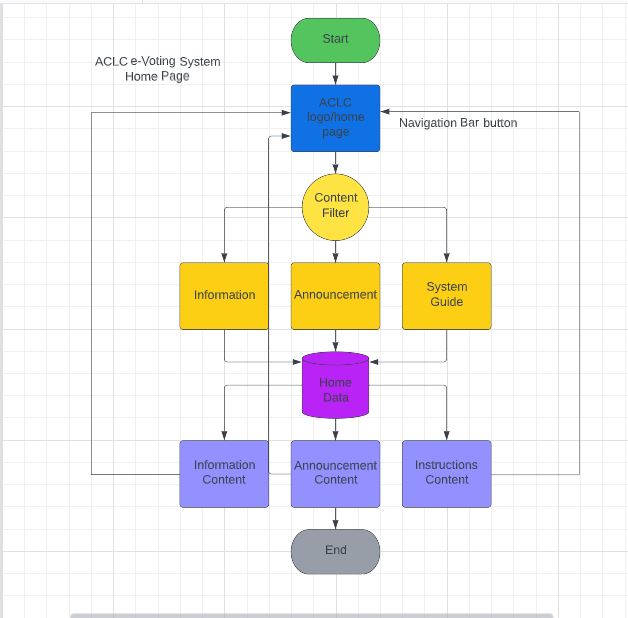 Start
ACLC e-Voting System
Home Page
ACLC
logo/home
page
Navigation Bar button
Content
Filter
Information
Announcement
System
Guide
Home
Data
Information
Content
Announcement
Content
Instructions
Content
End